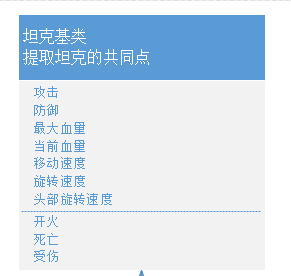 坦克基类
提取坦克的共同点
攻击
防御
最大血量
当前血量
移动速度
旋转速度
头部旋转速度
开火
死亡
受伤